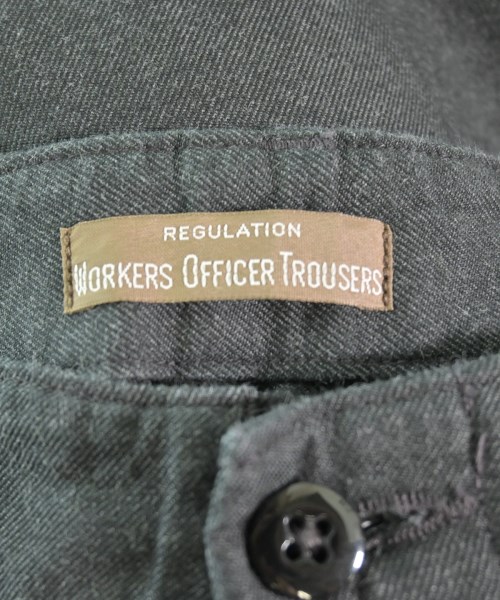 REGULATION
WORKERS OFFICER TROUSERS